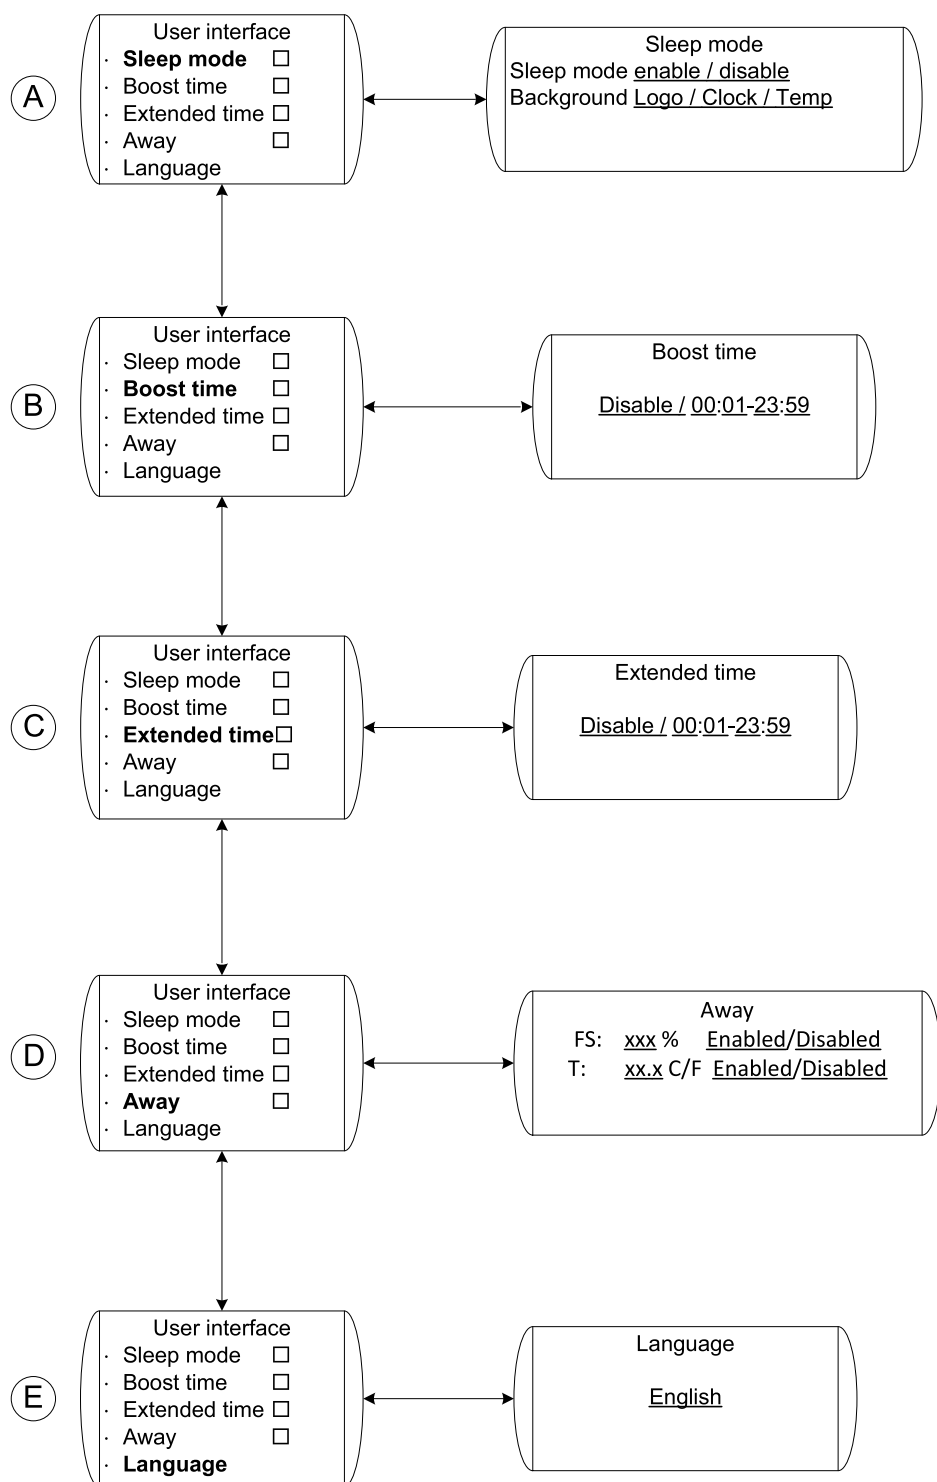 A
User interface
· Sleep mode ☐
· Boost time ☐
· Extended time ☐
· Away ☐
· Language
Sleep mode
Sleep mode enable / disable
Background Logo / Clock / Temp
B
User interface
· Sleep mode ☐
· Boost time ☐
· Extended time ☐
· Away ☐
· Language
Boost time
Disable / 00:01-23:59
C
User interface
· Sleep mode ☐
· Boost time ☐
· Extended time☐
· Away ☐
· Language
Extended time
Disable / 00:01-23:59
D
User interface
· Sleep mode ☐
· Boost time ☐
· Extended time ☐
· Away ☐
· Language
Away
FS: xxx % Enabled/Disabled
T: xx.x C/F Enabled/Disabled
E
User interface
· Sleep mode ☐
· Boost time ☐
· Extended time ☐
· Away ☐
· Language
Language
English